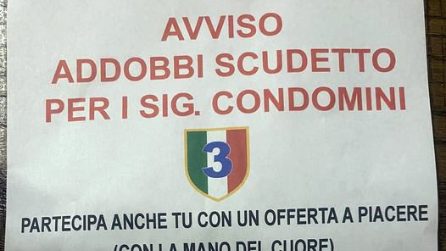 AVVISO
ADDOBBI SCUDETTO
PER I SIG. CONDOMINI
3
PARTECIPA ANCHE TU CON UN OFFERTA A PIACERE
(CON LA MANO DEL CUORE)